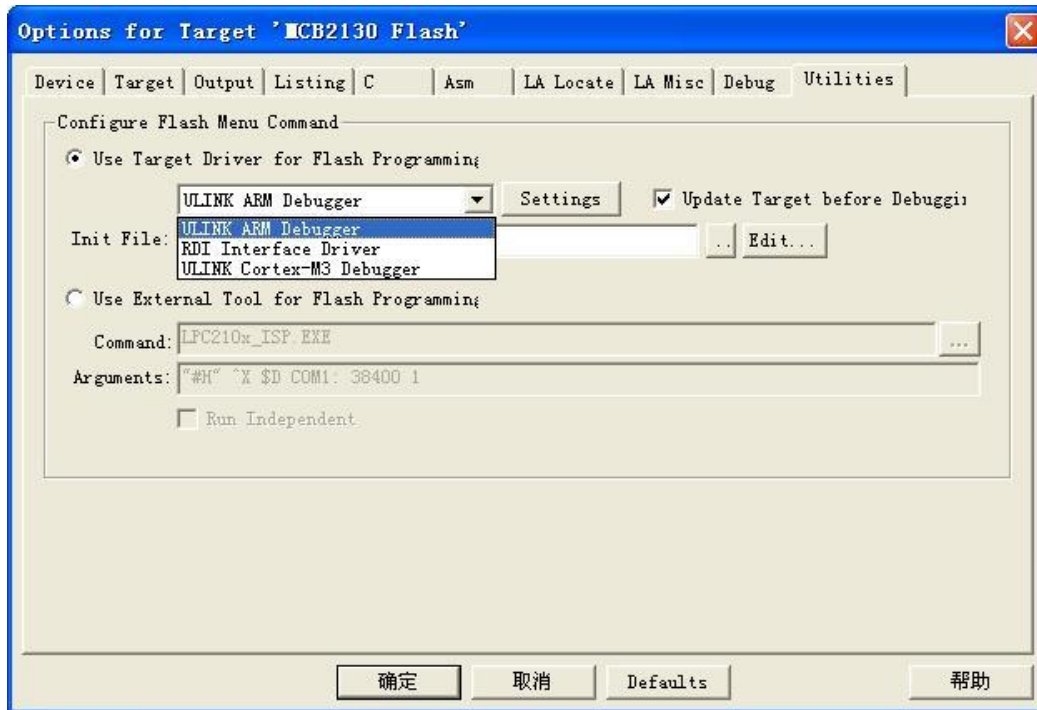 Options for Target 'MCB2130 Flash'
Device Target Output Listing C Asm LA Locate LA Misc Debug Utilities
Configure Flash Menu Command
Use Target Driver for Flash Programming
ULINK ARM Debugger Settings Update Target before Debuggin
Init File: .. Edit...
ULINK ARM Debugger
RDI Interface Driver
ULINK Cortex-M3 Debugger
Use External Tool for Flash Programming
Command: LPC210x_ISP.EXE ...
Arguments: "#H" ^X $D COM1: 38400 1
Run Independent
确定 取消 Defaults 帮助